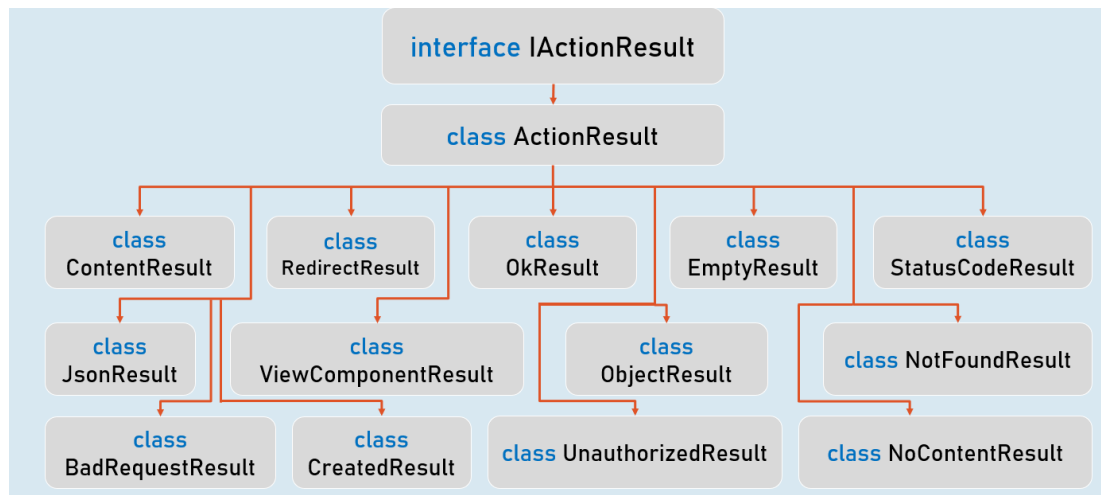 interface IActionResult
class ActionResult
class
ContentResult
class
RedirectResult
class
OkResult
class
EmptyResult
class
StatusCodeResult
class
JsonResult
class
ViewComponentResult
class
ObjectResult
class NotFoundResult
class
BadRequestResult
class
CreatedResult
class UnauthorizedResult
class NoContentResult